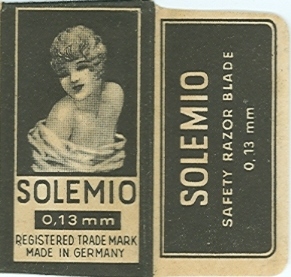 SOLEMIO
0,13 mm
REGISTERED TRADE MARK
MADE IN GERMANY
SOLEMIO
SAFETY RAZOR BLADE
0,13 mm